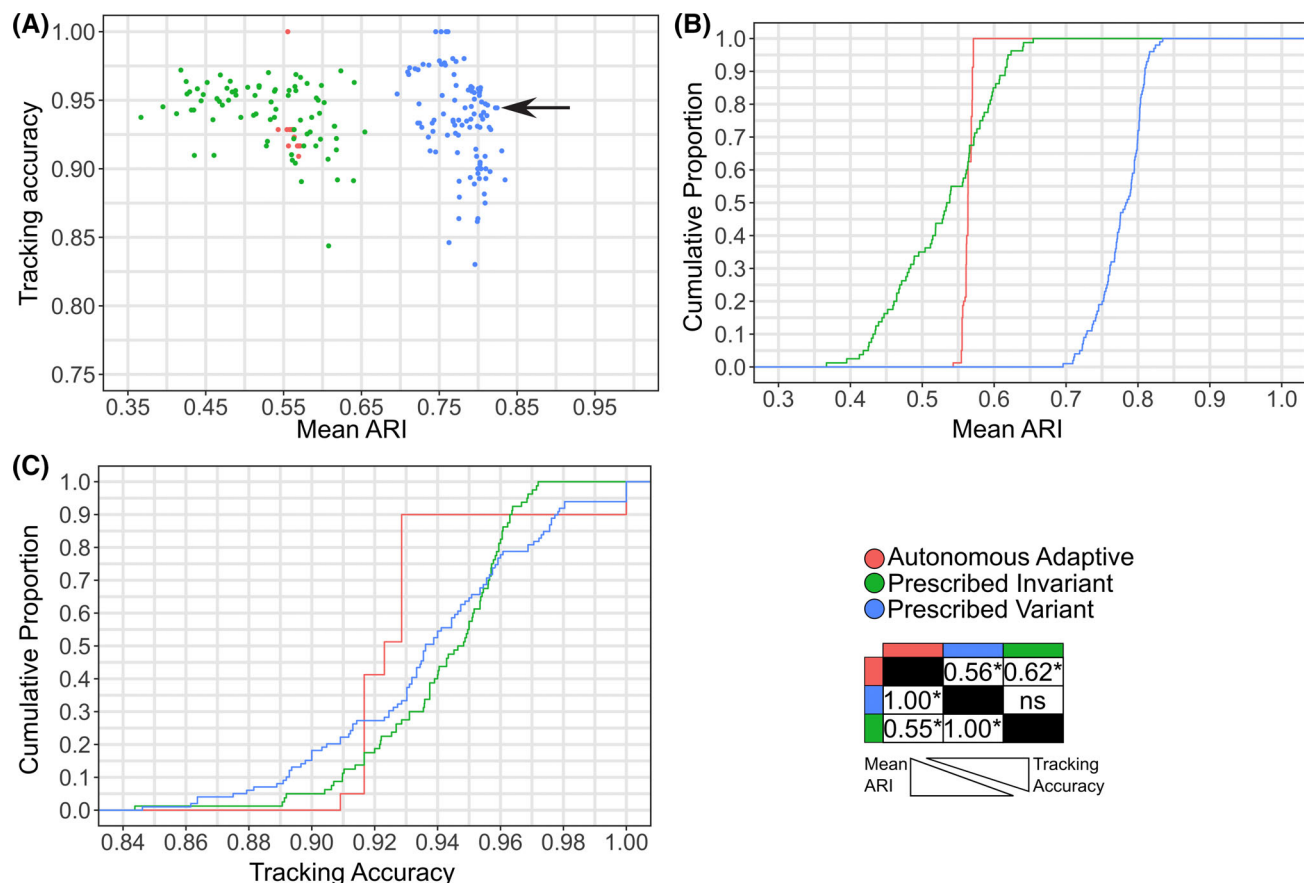 (A)
1.00
0.95
0.90
0.85
0.80
0.75
Tracking accuracy
0.35 0.45 0.55 0.65 0.75 0.85 0.95
Mean ARI
(B)
1.0
0.9
0.8
0.7
0.6
0.5
0.4
0.3
0.2
0.1
0.0
Cumulative Proportion
0.3 0.4 0.5 0.6 0.7 0.8 0.9 1.0
Mean ARI
(C)
1.0
0.9
0.8
0.7
0.6
0.5
0.4
0.3
0.2
0.1
0.0
Cumulative Proportion
0.84 0.86 0.88 0.90 0.92 0.94 0.96 0.98 1.00
Tracking Accuracy
Autonomous Adaptive
Prescribed Invariant
Prescribed Variant
0.56* 0.62*
1.00* ns
0.55* 1.00*
Mean
ARI
Tracking
Accuracy